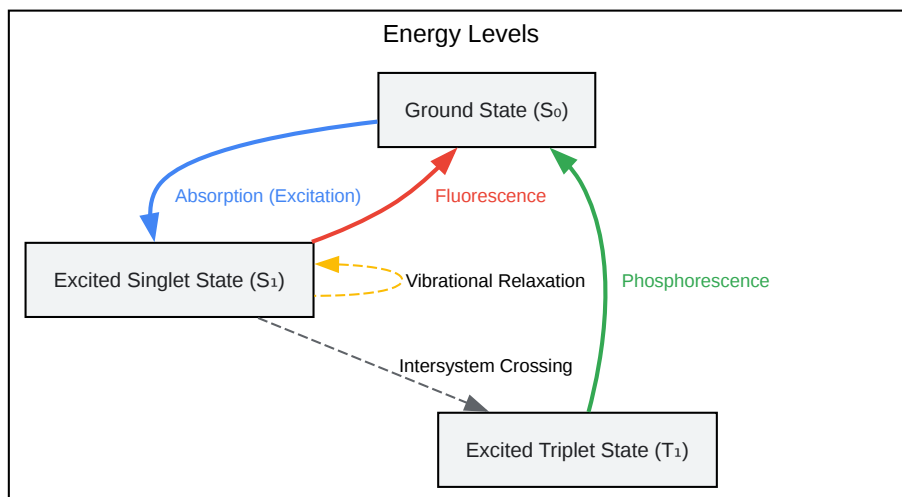 Energy Levels
Ground State (S₀)
Absorption (Excitation)
Fluorescence
Excited Singlet State (S₁)
Vibrational Relaxation
Phosphorescence
Intersystem Crossing
Excited Triplet State (T₁)